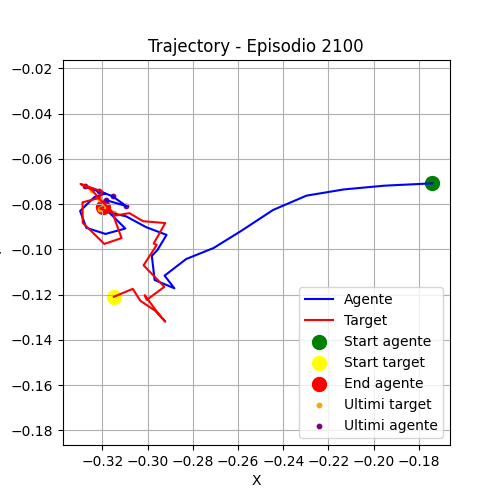 Trajectory - Episodio 2100
−0.02
−0.04
−0.06
−0.08
−0.10
−0.12
−0.14
−0.16
−0.18
Agente
Target
Start agente
Start target
End agente
Ultimi target
Ultimi agente
−0.32 −0.30 −0.28 −0.26 −0.24 −0.22 −0.20 −0.18
X